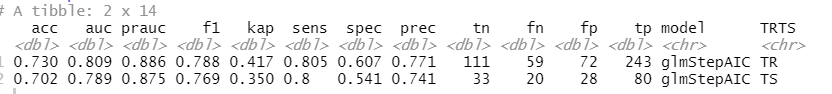 # A tibble: 2 x 14
acc auc prauc f1 kap sens spec prec tn fn fp tp model TRTS
<dbl> <dbl> <dbl> <dbl> <dbl> <dbl> <dbl> <dbl> <dbl> <dbl> <dbl> <dbl> <chr> <chr>
1 0.730 0.809 0.886 0.788 0.417 0.805 0.607 0.771 111 59 72 243 glmStepAIC TR
2 0.702 0.789 0.875 0.769 0.350 0.8 0.541 0.741 33 20 28 80 glmStepAIC TS